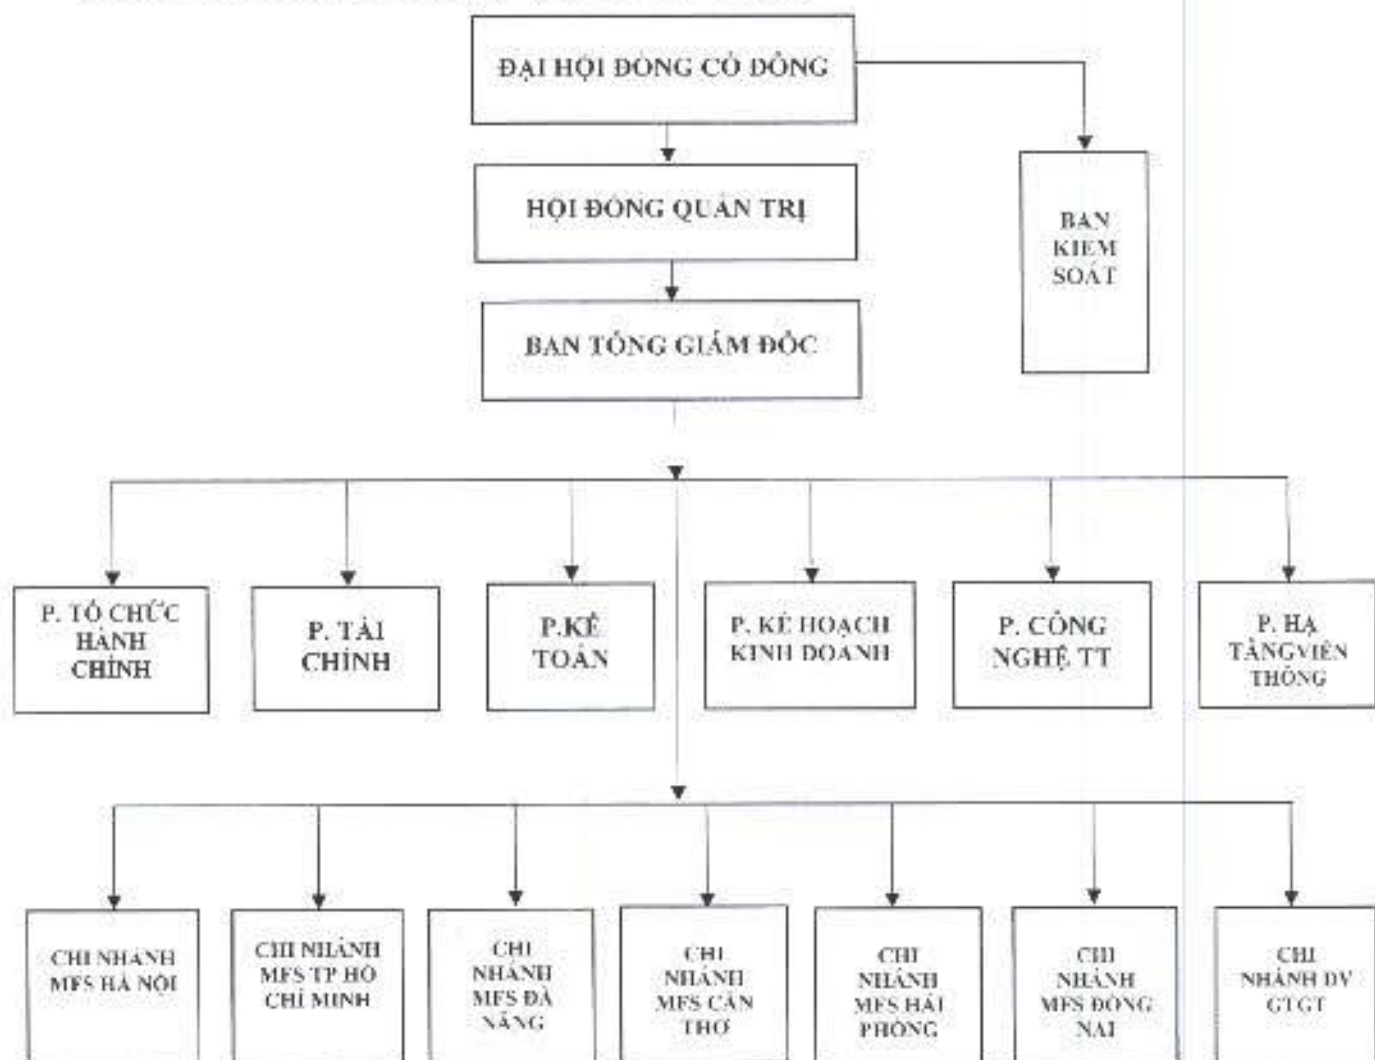 ĐẠI HỘI ĐỒNG CỔ ĐÔNG
HỘI ĐỒNG QUẢN TRỊ
BAN
KIỂM
SOÁT
BAN TỔNG GIÁM ĐỐC
P. TỔ CHỨC
HÀNH
CHÍNH
P. TÀI
CHÍNH
P.KẾ
TOÁN
P. KẾ HOẠCH
KINH DOANH
P. CÔNG
NGHỆ TT
P. HẠ
TẦNGVIỄN
THÔNG
CHI NHÁNH
MFS HÀ NỘI
CHI NHÁNH
MFS TP HỒ
CHÍ MINH
CHI
NHÁNH
MFS ĐÀ
NẴNG
CHI
NHÁNH
MFS CẦN
THƠ
CHI
NHÁNH
MFS HẢI
PHÒNG
CHI
NHÁNH
MFS ĐỒNG
NAI
CHI
NHÁNH DV
GTGT